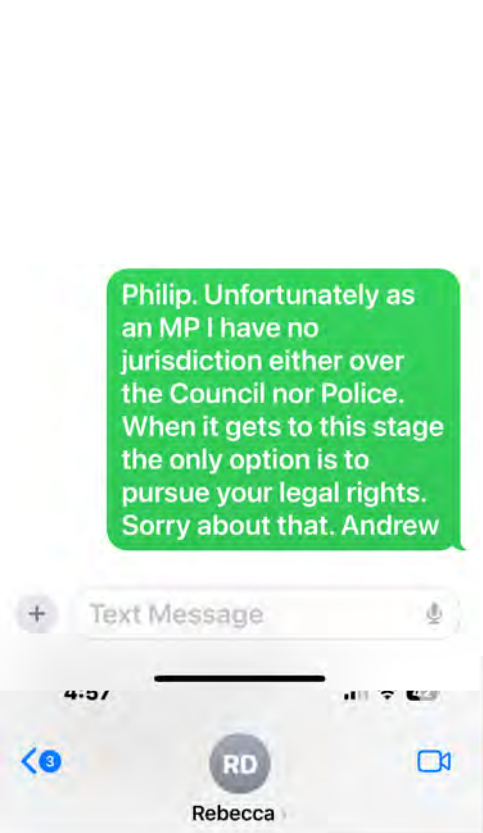 Philip. Unfortunately as
an MP I have no
jurisdiction either over
the Council nor Police.
When it gets to this stage
the only option is to
pursue your legal rights.
Sorry about that. Andrew
+ Text Message
4:57
3
RD
Rebecca ›